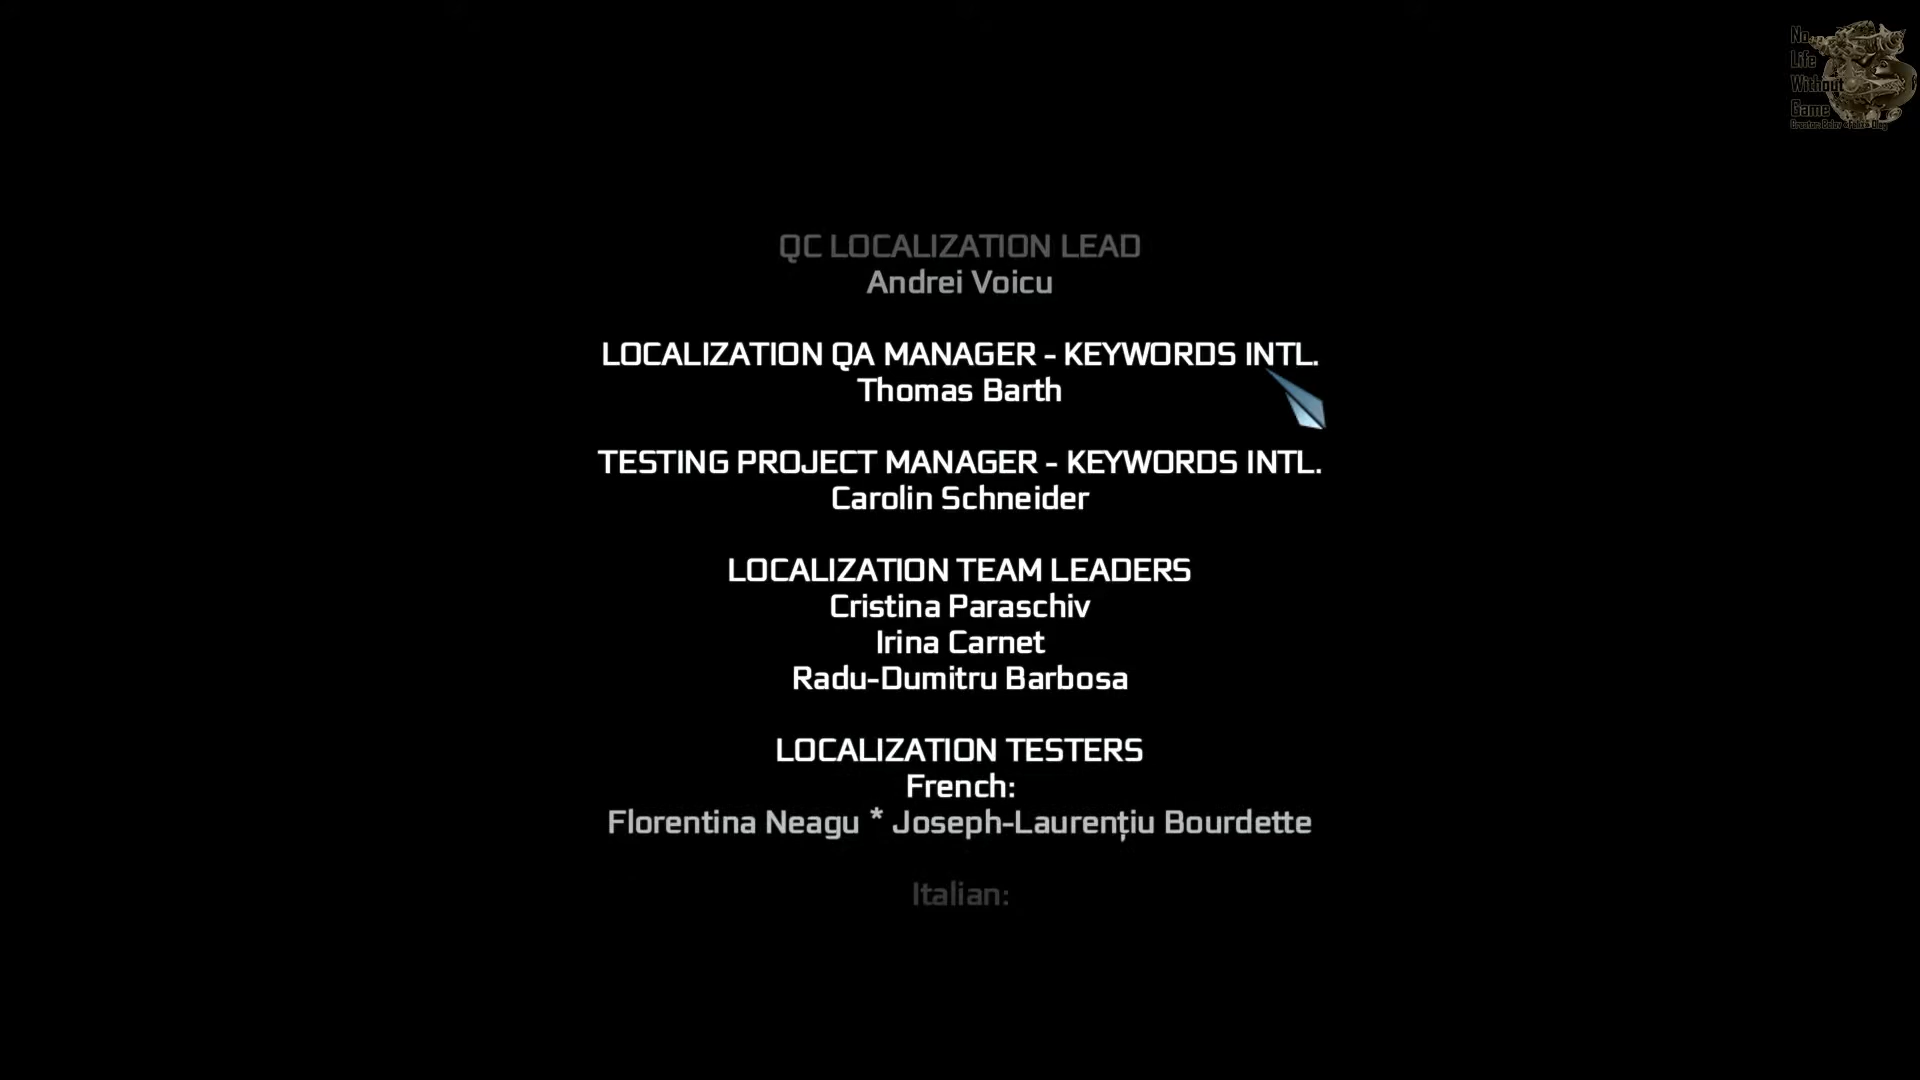 No
Life
Without
Game
QC LOCALIZATION LEAD
Andrei Voicu
LOCALIZATION QA MANAGER - KEYWORDS INTL.
Thomas Barth
TESTING PROJECT MANAGER - KEYWORDS INTL.
Carolin Schneider
LOCALIZATION TEAM LEADERS
Cristina Paraschiv
Irina Carnet
Radu-Dumitru Barbosa
LOCALIZATION TESTERS
French:
Florentina Neagu * Joseph-Laurențiu Bourdette
Italian: